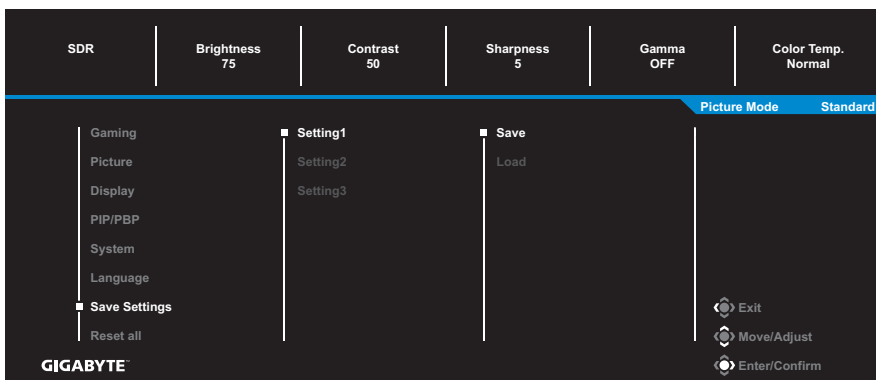 SDR
Brightness
75
Contrast
50
Sharpness
5
Gamma
OFF
Color Temp.
Normal
Picture Mode Standard
Gaming
Picture
Display
PIP/PBP
System
Language
Save Settings
Reset all
Setting1
Setting2
Setting3
Save
Load
Exit
Move/Adjust
Enter/Confirm
GIGABYTE™